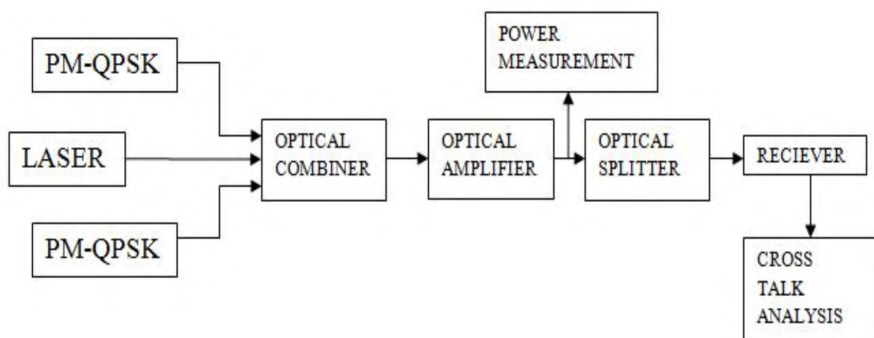 POWER
MEASUREMENT
PM-QPSK
LASER
PM-QPSK
OPTICAL
COMBINER
OPTICAL
AMPLIFIER
OPTICAL
SPLITTER
RECIEVER
CROSS
TALK
ANALYSIS